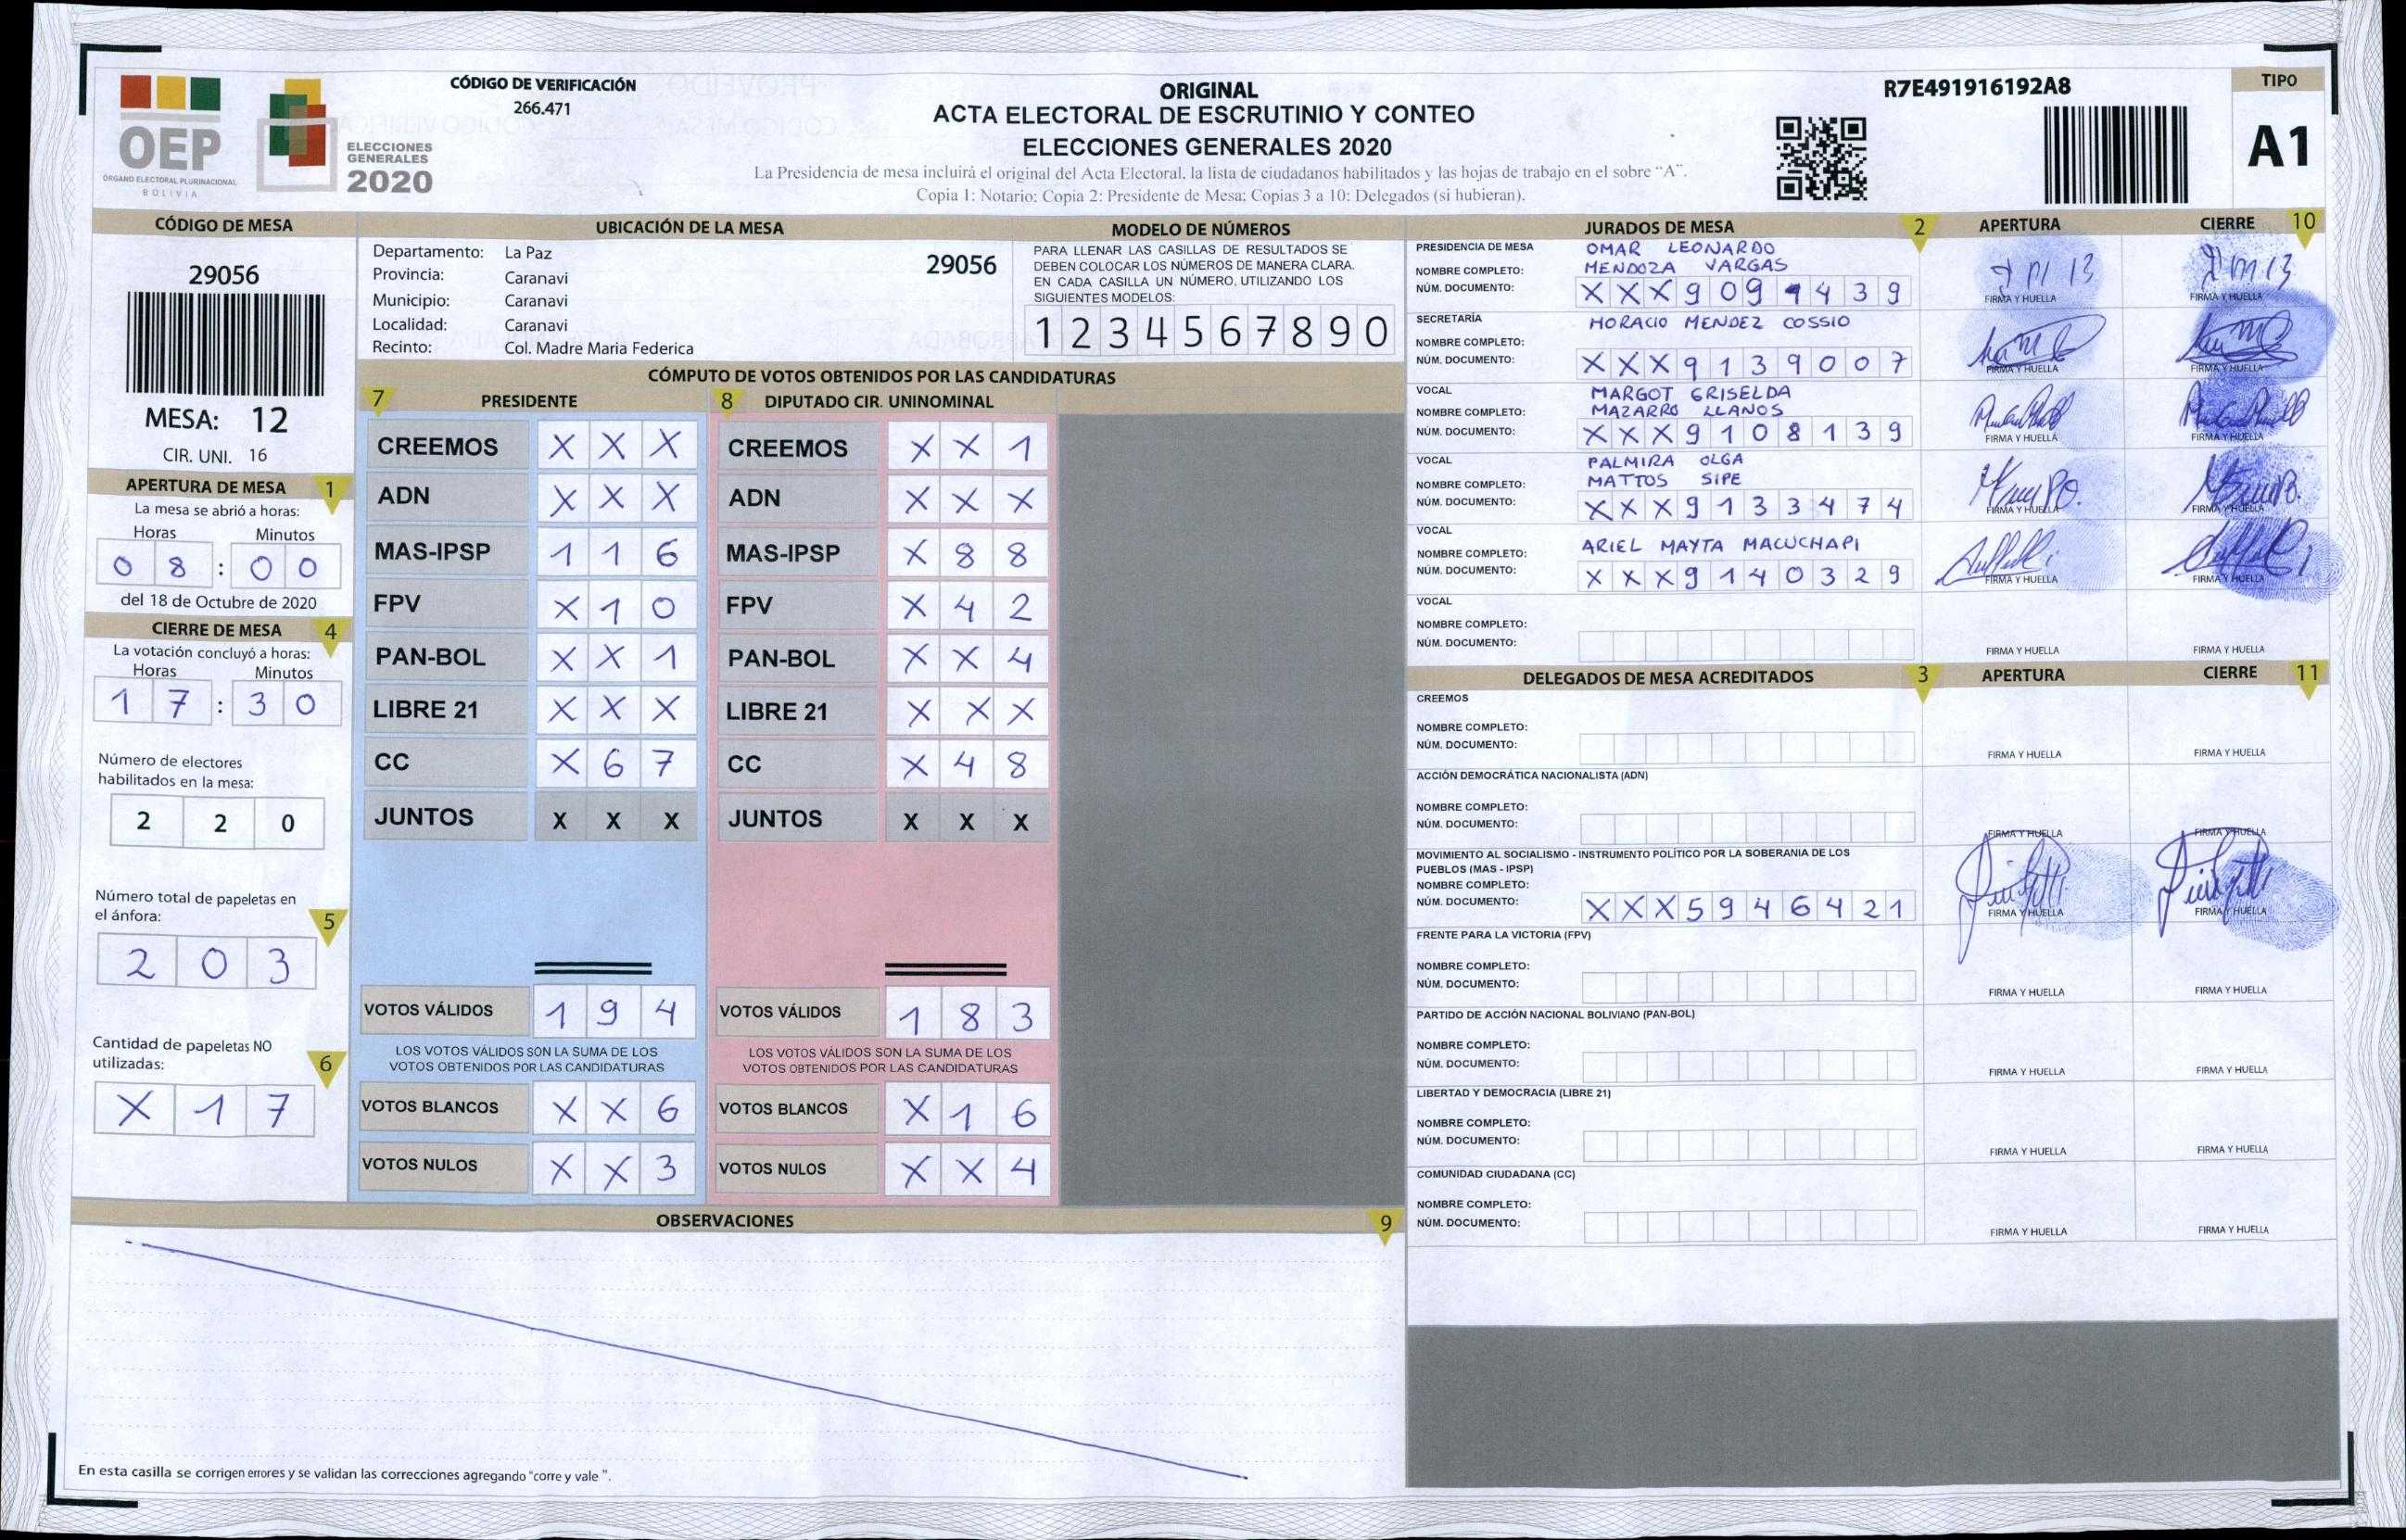 CÓDIGO DE VERIFICACIÓN
266.471
OEP
ÓRGANO ELECTORAL PLURINACIONAL
BOLIVIA
ELECCIONES
GENERALES
2020
ORIGINAL
ACTA ELECTORAL DE ESCRUTINIO Y CONTEO
ELECCIONES GENERALES 2020
La Presidencia de mesa incluirá el original del Acta Electoral, la lista de ciudadanos habilitados y las hojas de trabajo en el sobre "A".
Copia 1: Notario; Copia 2: Presidente de Mesa; Copias 3 a 10: Delegados (si hubieran).
R7E491916192A8
TIPO
A1
CÓDIGO DE MESA
29056
MESA: 12
CIR. UNI. 16
APERTURA DE MESA 1
La mesa se abrió a horas:
Horas Minutos
0 8 : 0 0
del 18 de Octubre de 2020
CIERRE DE MESA 4
La votación concluyó a horas:
Horas Minutos
1 7 : 3 0
Número de electores
habilitados en la mesa:
2 2 0
Número total de papeletas en
el ánfora: 5
2 0 3
Cantidad de papeletas NO
utilizadas: 6
X 1 7
UBICACIÓN DE LA MESA
Departamento: La Paz
29056
Provincia: Caranavi
Municipio: Caranavi
Localidad: Caranavi
Recinto: Col. Madre Maria Federica
MODELO DE NÚMEROS
PARA LLENAR LAS CASILLAS DE RESULTADOS SE
DEBEN COLOCAR LOS NÚMEROS DE MANERA CLARA.
EN CADA CASILLA UN NÚMERO, UTILIZANDO LOS
SIGUIENTES MODELOS:
1 2 3 4 5 6 7 8 9 0
CÓMPUTO DE VOTOS OBTENIDOS POR LAS CANDIDATURAS
7 PRESIDENTE
CREEMOS X X X
ADN X X X
MAS-IPSP 1 1 6
FPV X 1 0
PAN-BOL X X 1
LIBRE 21 X X X
CC X 6 7
JUNTOS X X X
VOTOS VÁLIDOS 1 9 4
LOS VOTOS VÁLIDOS SON LA SUMA DE LOS
VOTOS OBTENIDOS POR LAS CANDIDATURAS
VOTOS BLANCOS X X 6
VOTOS NULOS X X 3
8 DIPUTADO CIR. UNINOMINAL
CREEMOS X X 1
ADN X X X
MAS-IPSP X 8 8
FPV X 4 2
PAN-BOL X X 4
LIBRE 21 X X X
CC X 4 8
JUNTOS X X X
VOTOS VÁLIDOS 1 8 3
LOS VOTOS VÁLIDOS SON LA SUMA DE LOS
VOTOS OBTENIDOS POR LAS CANDIDATURAS
VOTOS BLANCOS X 1 6
VOTOS NULOS X X 4
OBSERVACIONES 9
En esta casilla se corrigen errores y se validan las correcciones agregando "corre y vale ".
JURADOS DE MESA 2 APERTURA CIERRE 10
PRESIDENCIA DE MESA OMAR LEONARDO
NOMBRE COMPLETO: MENDOZA VARGAS
NÚM. DOCUMENTO: X X X 9 0 9 9 4 3 9
FIRMA Y HUELLA FIRMA Y HUELLA
SECRETARÍA HORACIO MENDEZ COSSIO
NOMBRE COMPLETO:
NÚM. DOCUMENTO: X X X 9 1 3 9 0 0 7
FIRMA Y HUELLA FIRMA Y HUELLA
VOCAL MARGOT GRISELDA
NOMBRE COMPLETO: MAZARRO LLANOS
NÚM. DOCUMENTO: X X X 9 1 0 8 1 3 9
FIRMA Y HUELLA FIRMA Y HUELLA
VOCAL PALMIRA OLGA
NOMBRE COMPLETO: MATTOS SIPE
NÚM. DOCUMENTO: X X X 9 1 3 3 4 7 4
FIRMA Y HUELLA FIRMA Y HUELLA
VOCAL
NOMBRE COMPLETO: ARIEL MAYTA MACUCHAPI
NÚM. DOCUMENTO: X X X 9 1 4 0 3 2 9
FIRMA Y HUELLA FIRMA Y HUELLA
VOCAL
NOMBRE COMPLETO:
NÚM. DOCUMENTO:
FIRMA Y HUELLA FIRMA Y HUELLA
DELEGADOS DE MESA ACREDITADOS 3 APERTURA CIERRE 11
CREEMOS
NOMBRE COMPLETO:
NÚM. DOCUMENTO:
FIRMA Y HUELLA FIRMA Y HUELLA
ACCIÓN DEMOCRÁTICA NACIONALISTA (ADN)
NOMBRE COMPLETO:
NÚM. DOCUMENTO:
FIRMA Y HUELLA FIRMA Y HUELLA
MOVIMIENTO AL SOCIALISMO - INSTRUMENTO POLÍTICO POR LA SOBERANIA DE LOS
PUEBLOS (MAS - IPSP)
NOMBRE COMPLETO:
NÚM. DOCUMENTO: X X X 5 9 4 6 4 2 1
FIRMA Y HUELLA FIRMA Y HUELLA
FRENTE PARA LA VICTORIA (FPV)
NOMBRE COMPLETO:
NÚM. DOCUMENTO:
FIRMA Y HUELLA FIRMA Y HUELLA
PARTIDO DE ACCIÓN NACIONAL BOLIVIANO (PAN-BOL)
NOMBRE COMPLETO:
NÚM. DOCUMENTO:
FIRMA Y HUELLA FIRMA Y HUELLA
LIBERTAD Y DEMOCRACIA (LIBRE 21)
NOMBRE COMPLETO:
NÚM. DOCUMENTO:
FIRMA Y HUELLA FIRMA Y HUELLA
COMUNIDAD CIUDADANA (CC)
NOMBRE COMPLETO:
NÚM. DOCUMENTO:
FIRMA Y HUELLA FIRMA Y HUELLA